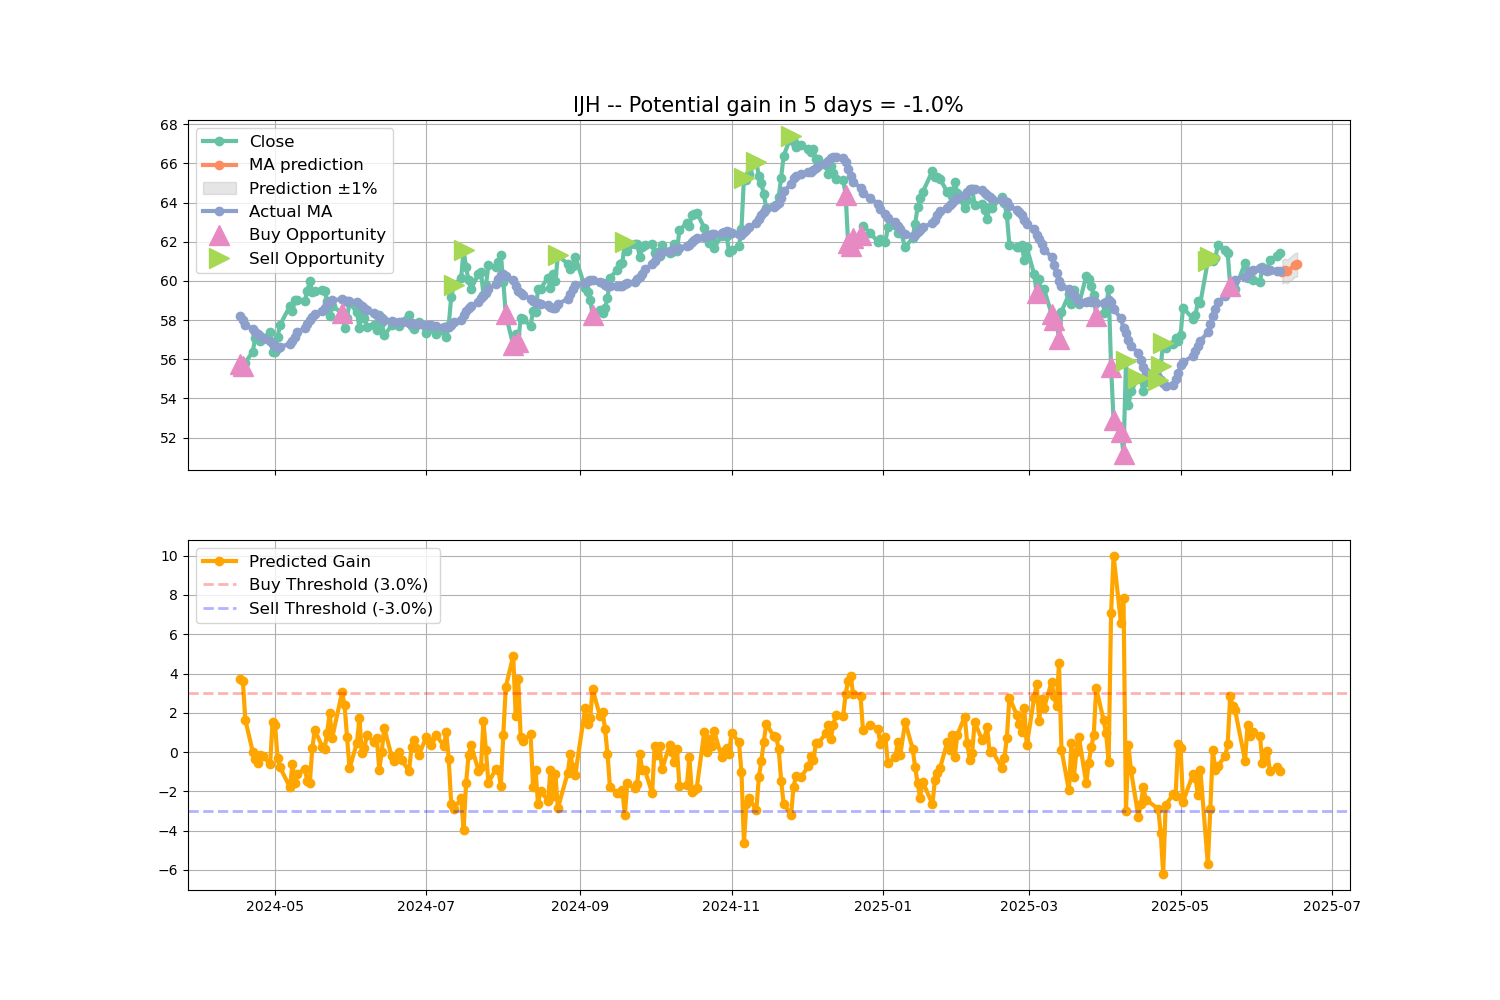 IJH -- Potential gain in 5 days = -1.0%
68
66
64
62
60
58
56
54
52
Close
MA prediction
Prediction ±1%
Actual MA
Buy Opportunity
Sell Opportunity
10
8
6
4
2
0
−2
−4
−6
Predicted Gain
Buy Threshold (3.0%)
Sell Threshold (-3.0%)
2024-05 2024-07 2024-09 2024-11 2025-01 2025-03 2025-05 2025-07